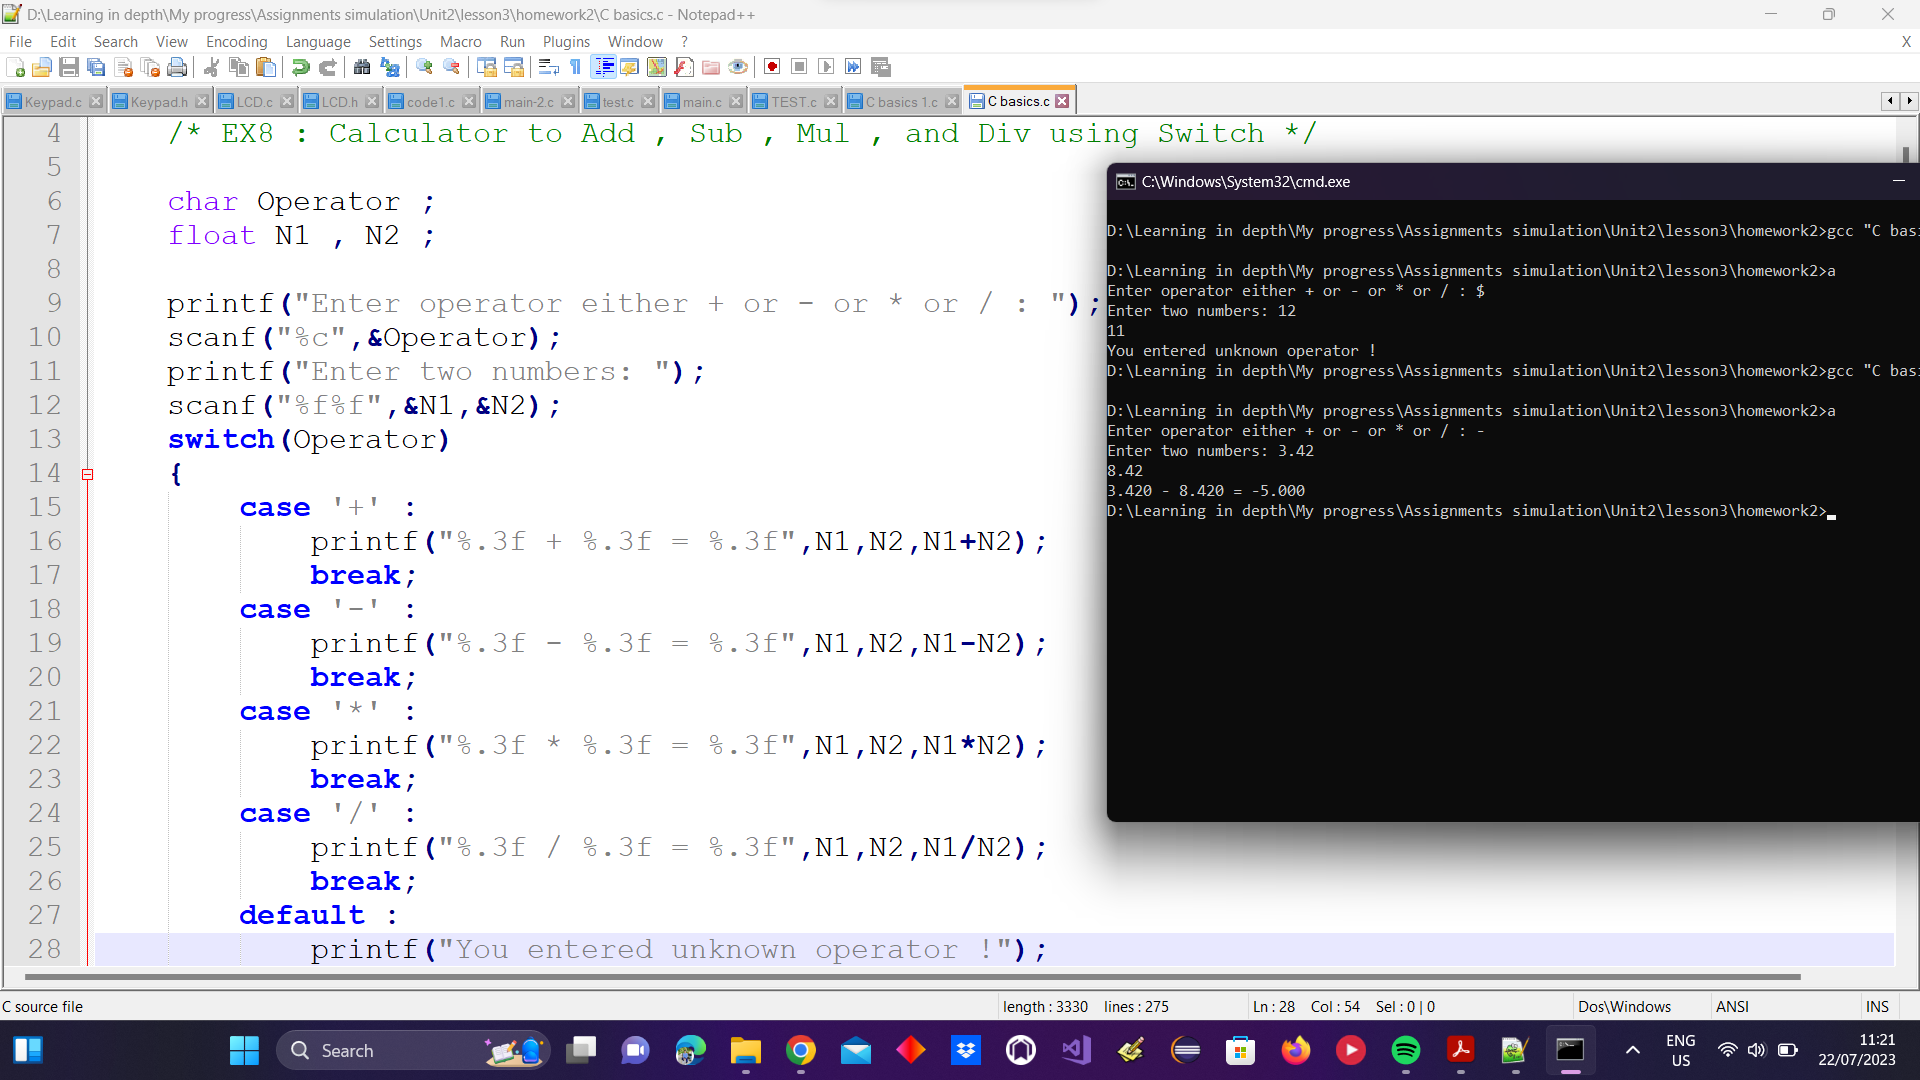 D:\Learning in depth\My progress\Assignments simulation\Unit2\lesson3\homework2\C basics.c - Notepad++
File Edit Search View Encoding Language Settings Macro Run Plugins Window ? X
Keypad.c Keypad.h LCD.c LCD.h code1.c main-2.c test.c main.c TEST.c C basics 1.c C basics.c
4 /* EX8 : Calculator to Add , Sub , Mul , and Div using Switch */
5
6 char Operator ;
7 float N1 , N2 ;
8
9 printf("Enter operator either + or - or * or / : ");
10 scanf("%c",&Operator);
11 printf("Enter two numbers: ");
12 scanf("%f%f",&N1,&N2);
13 switch(Operator)
14 {
15 case '+' :
16 printf("%.3f + %.3f = %.3f",N1,N2,N1+N2);
17 break;
18 case '-' :
19 printf("%.3f - %.3f = %.3f",N1,N2,N1-N2);
20 break;
21 case '*' :
22 printf("%.3f * %.3f = %.3f",N1,N2,N1*N2);
23 break;
24 case '/' :
25 printf("%.3f / %.3f = %.3f",N1,N2,N1/N2);
26 break;
27 default :
28 printf("You entered unknown operator !");
C:\Windows\System32\cmd.exe
D:\Learning in depth\My progress\Assignments simulation\Unit2\lesson3\homework2>gcc "C bas
D:\Learning in depth\My progress\Assignments simulation\Unit2\lesson3\homework2>a
Enter operator either + or - or * or / : $
Enter two numbers: 12
11
You entered unknown operator !
D:\Learning in depth\My progress\Assignments simulation\Unit2\lesson3\homework2>gcc "C bas
D:\Learning in depth\My progress\Assignments simulation\Unit2\lesson3\homework2>a
Enter operator either + or - or * or / : -
Enter two numbers: 3.42
8.42
3.420 - 8.420 = -5.000
D:\Learning in depth\My progress\Assignments simulation\Unit2\lesson3\homework2>
C source file length : 3330 lines : 275 Ln : 28 Col : 54 Sel : 0 | 0 Dos\Windows ANSI INS
Search
ENG
US
11:21
22/07/2023